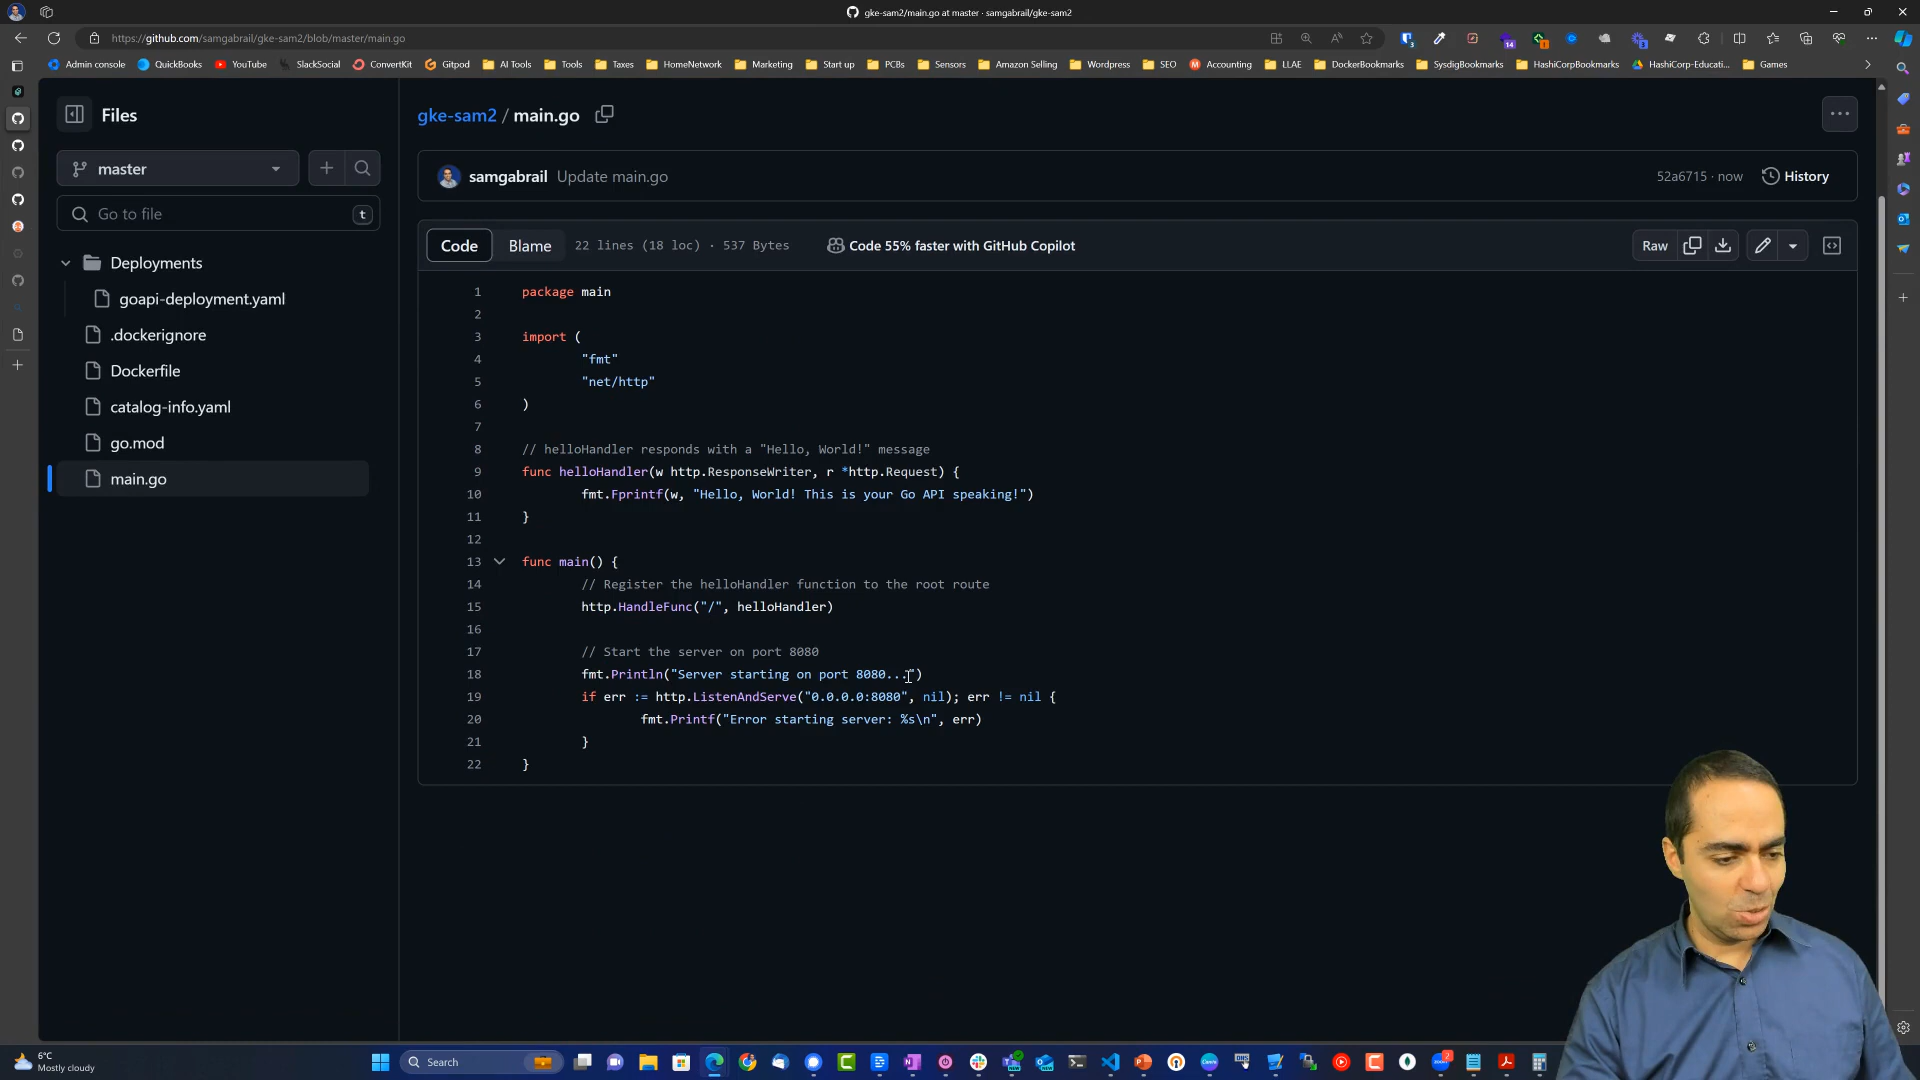 gke-sam2/main.go at master · samgabrail/gke-sam2
https://github.com/samgabrail/gke-sam2/blob/master/main.go
Admin console QuickBooks YouTube SlackSocial ConvertKit Gitpod AI Tools Tools Taxes HomeNetwork Marketing Start up PCBs Sensors Amazon Selling Wordpress SEO Accounting LLAE DockerBookmarks SysdigBookmarks HashiCorpBookmarks HashiCorp-Educati... Games
Files
gke-sam2 / main.go
master
samgabrail Update main.go
52a6715 · now History
Go to file t
Code Blame 22 lines (18 loc) · 537 Bytes Code 55% faster with GitHub Copilot Raw
Deployments
goapi-deployment.yaml
.dockerignore
Dockerfile
catalog-info.yaml
go.mod
main.go
1 package main
2
3 import (
4 "fmt"
5 "net/http"
6 )
7
8 // helloHandler responds with a "Hello, World!" message
9 func helloHandler(w http.ResponseWriter, r *http.Request) {
10 fmt.Fprintf(w, "Hello, World! This is your Go API speaking!")
11 }
12
13 func main() {
14 // Register the helloHandler function to the root route
15 http.HandleFunc("/", helloHandler)
16
17 // Start the server on port 8080
18 fmt.Println("Server starting on port 8080...")
19 if err := http.ListenAndServe("0.0.0.0:8080", nil); err != nil {
20 fmt.Printf("Error starting server: %s\n", err)
21 }
22 }
6°C
Mostly cloudy
Search